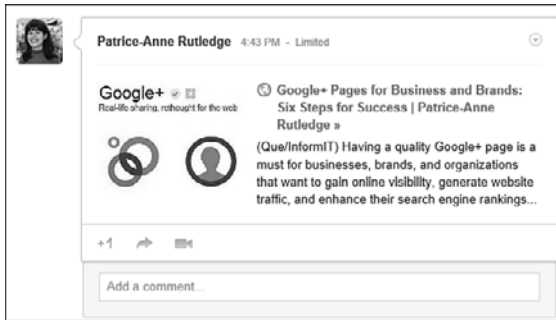 Patrice-Anne Rutledge 4:43 PM - Limited
Google+
Real-life sharing, rethought for the web
Google+ Pages for Business and Brands:
Six Steps for Success | Patrice-Anne
Rutledge »
(Que/InformIT) Having a quality Google+ page is a
must for businesses, brands, and organizations
that want to gain online visibility, generate website
traffic, and enhance their search engine rankings...
+1
Add a comment...